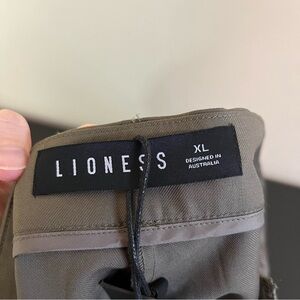 LIONESS
XL
DESIGNED IN
AUSTRALIA